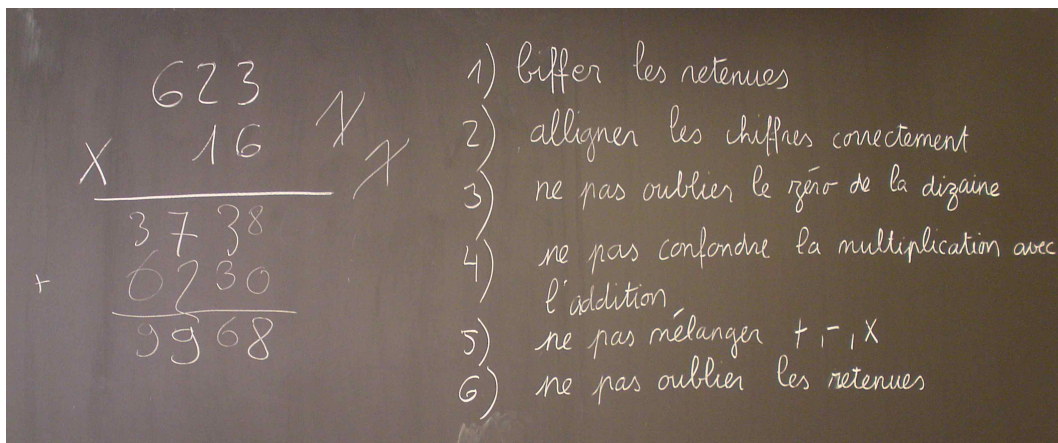 623
X 16
3738
+ 6230
9968
1) biffer les retenues
2) alligner les chiffres correctement
3) ne pas oublier le zéro de la dizaine
4) ne pas confondre la multiplication avec
l'addition
5) ne pas mélanger +, -, X
6) ne pas oublier les retenues